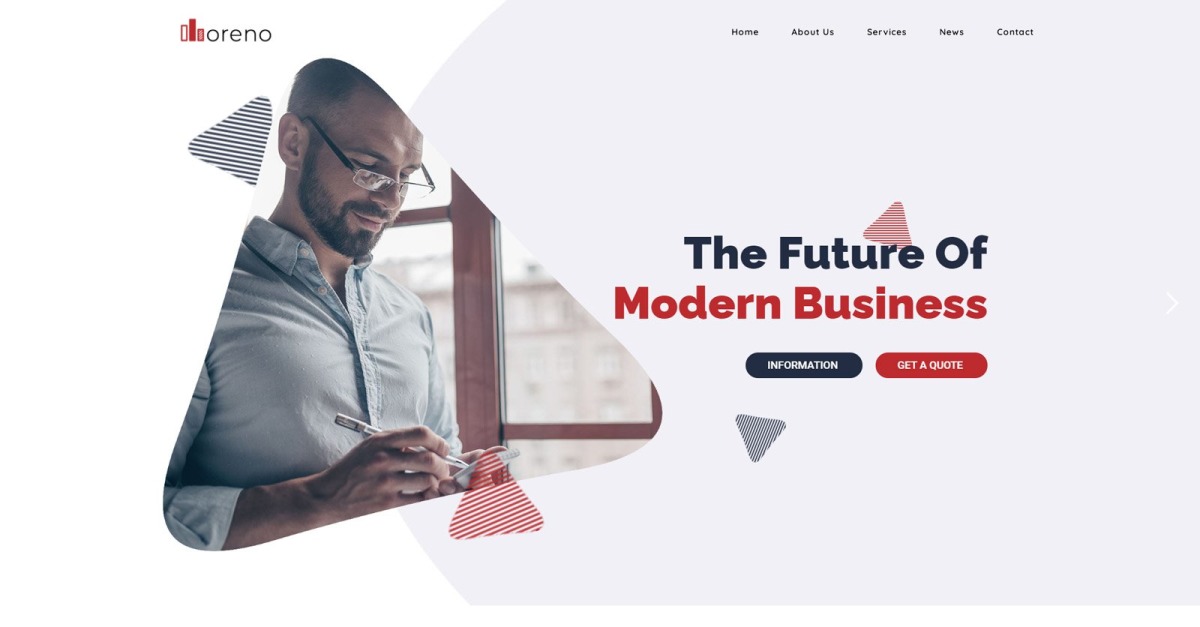 oreno
Home About Us Services News Contact
The Future Of
Modern Business
INFORMATION GET A QUOTE